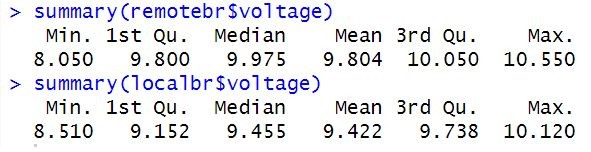 > summary(remotebr$voltage)
Min. 1st Qu. Median Mean 3rd Qu. Max.
8.050 9.800 9.975 9.804 10.050 10.550
> summary(localbr$voltage)
Min. 1st Qu. Median Mean 3rd Qu. Max.
8.510 9.152 9.455 9.422 9.738 10.120